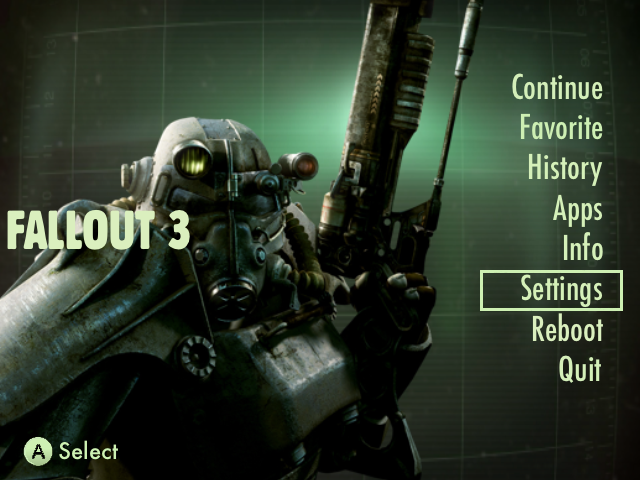 FALLOUT 3
Continue
Favorite
History
Apps
Info
Settings
Reboot
Quit
A Select